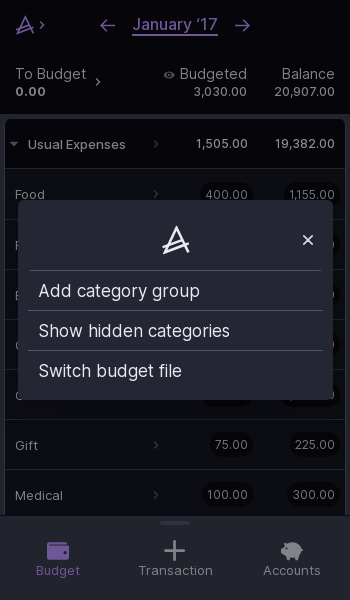 January ‘17
To Budget Budgeted Balance
0.00 3,030.00 20,907.00
Usual Expenses 1,505.00 19,382.00
Food 400.00 1,155.00
Add category group
Show hidden categories
Switch budget file
Gift 75.00 225.00
Medical 100.00 300.00
Budget Transaction Accounts